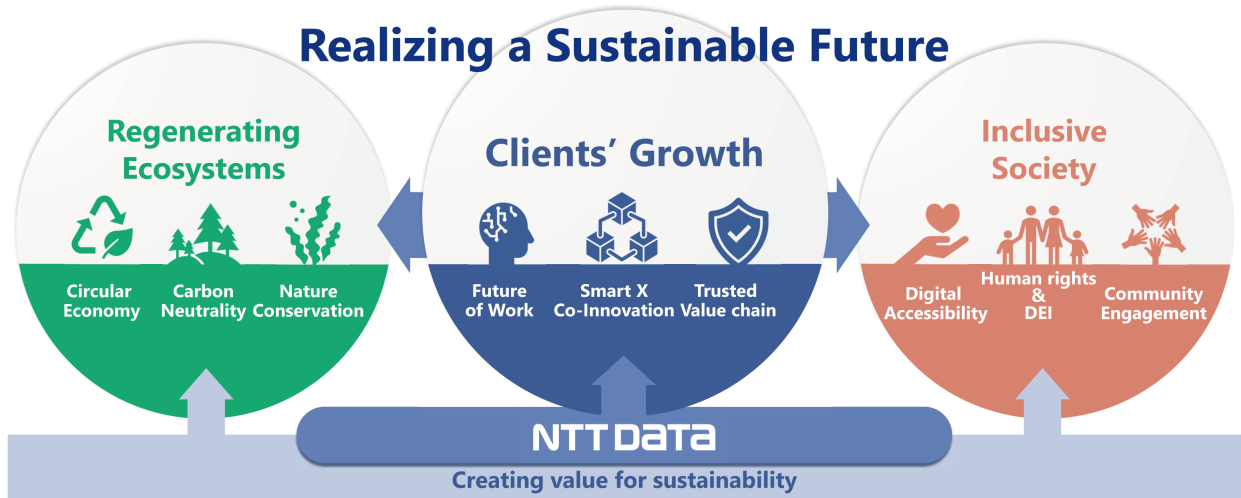 Realizing a Sustainable Future
Regenerating
Ecosystems
Circular
Economy
Carbon
Neutrality
Nature
Conservation
Clients’ Growth
Future
of Work
Smart X
Co-Innovation
Trusted
Value chain
Inclusive
Society
Digital
Accessibility
Human rights
&
DEI
Community
Engagement
NTT DATA
Creating value for sustainability